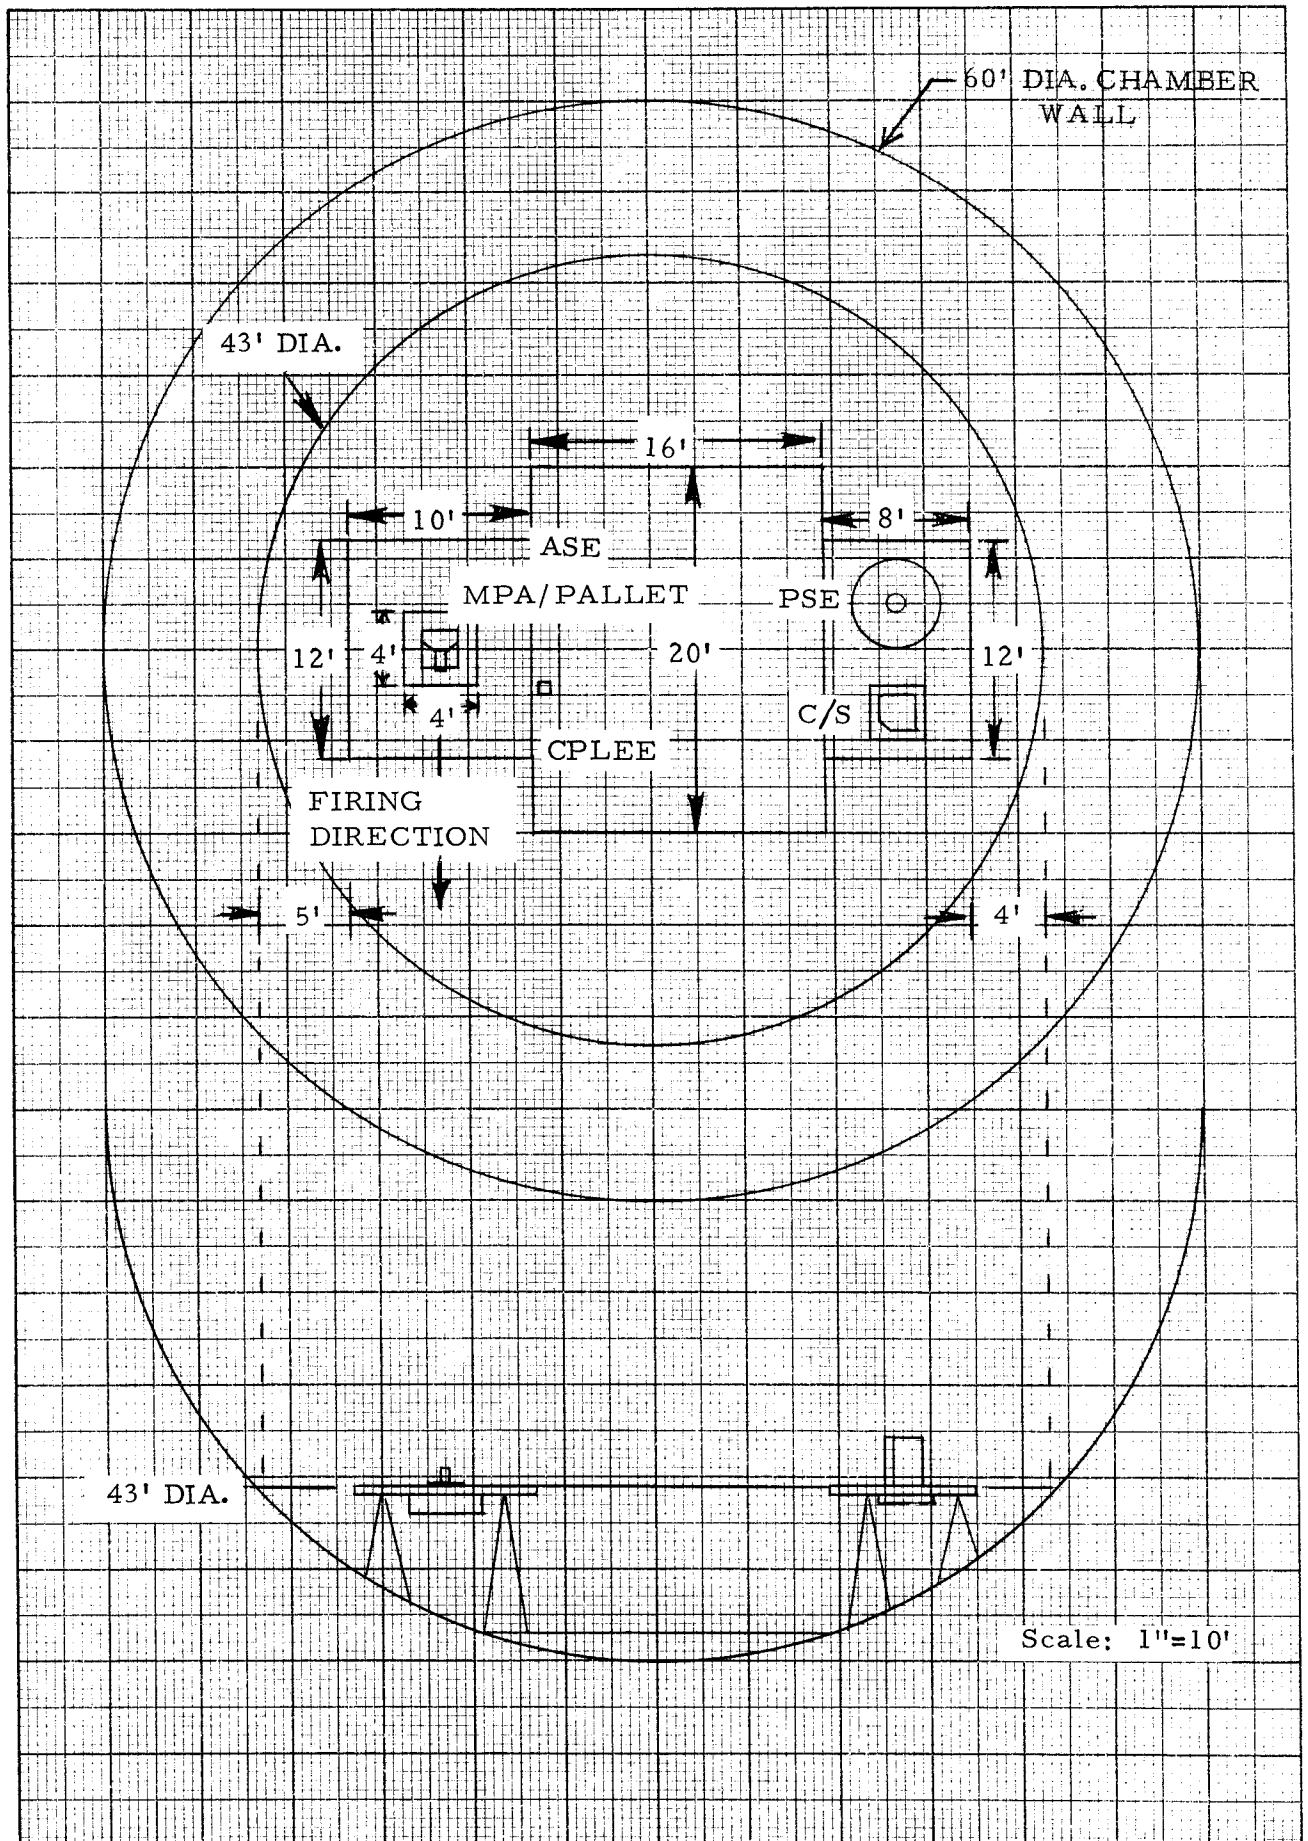 60' DIA. CHAMBER
WALL
43' DIA.
16'
10'
8'
ASE
MPA/PALLET
PSE
12'
4'
20'
12'
4'
C/S
CPLEE
FIRING
DIRECTION
5'
4'
43' DIA.
Scale: 1"=10'